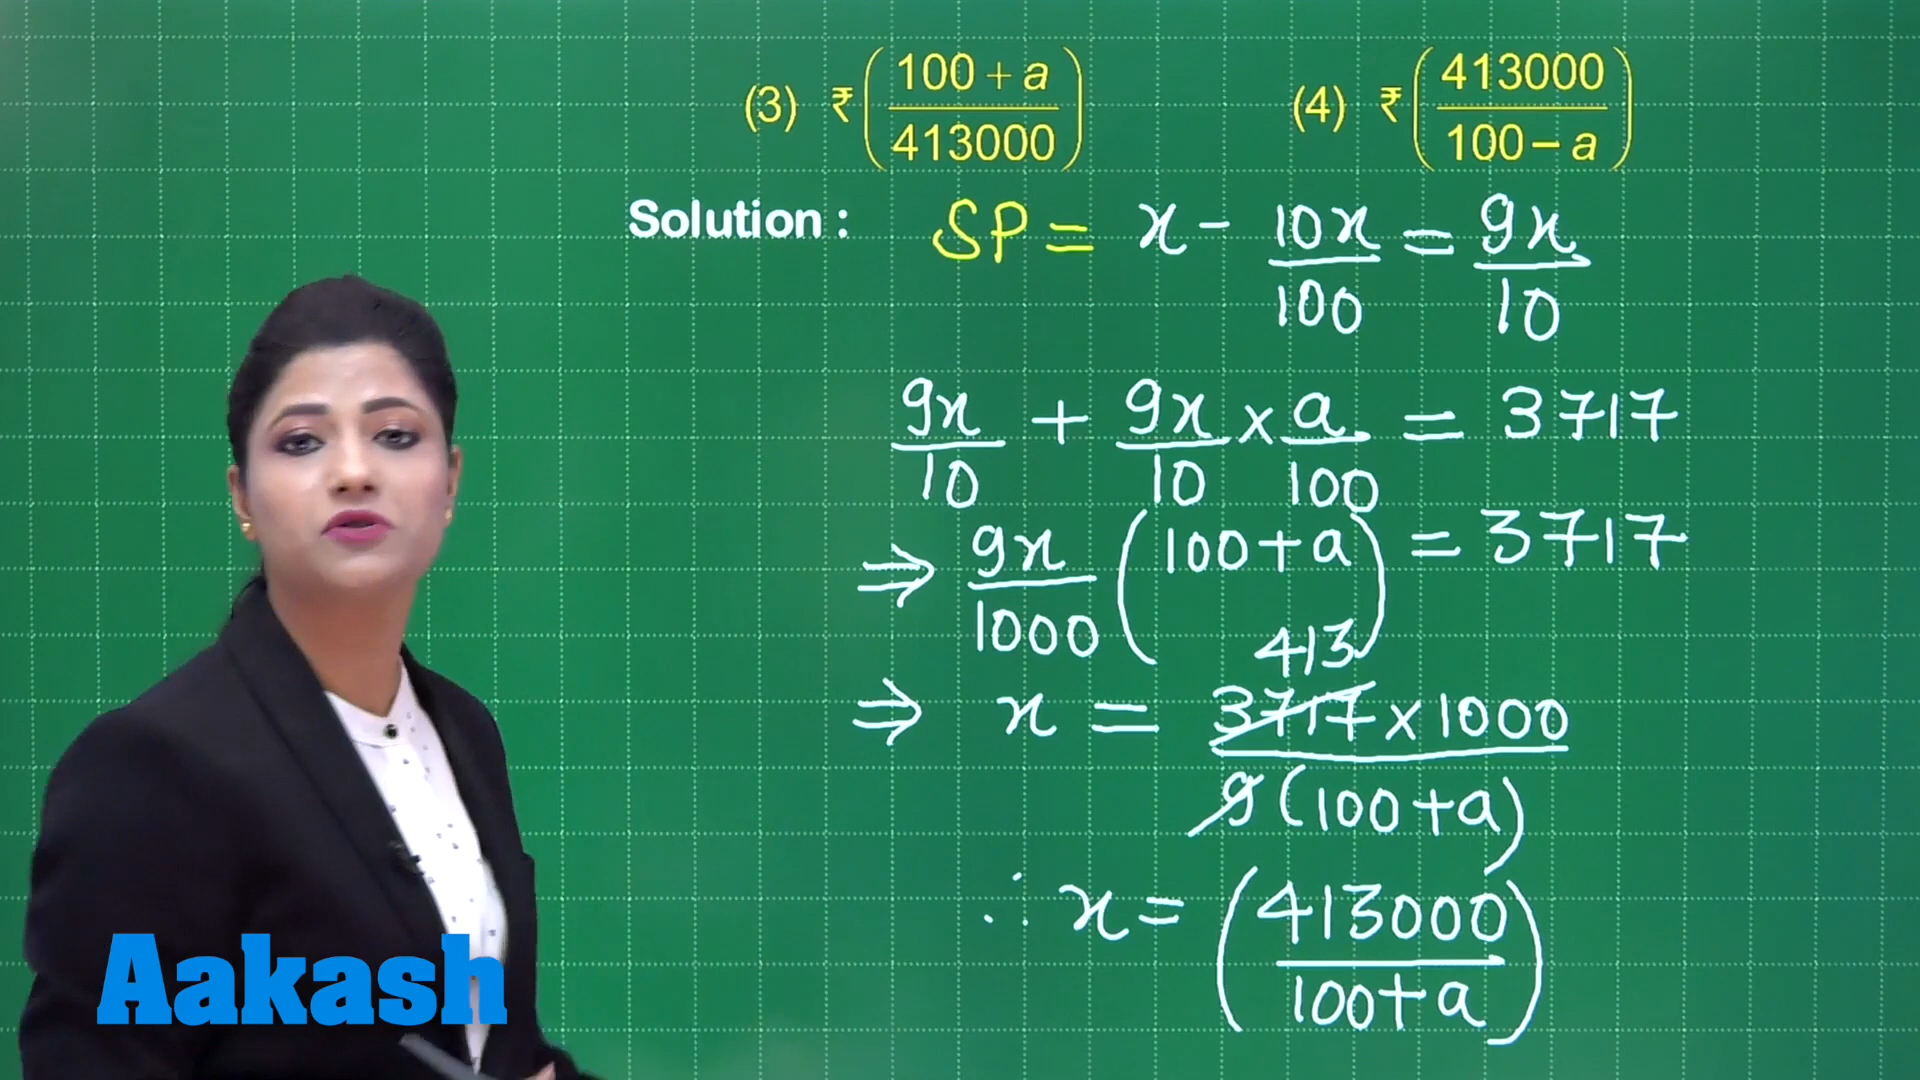 (3) ₹ ( 100 + a / 413000 ) (4) ₹ ( 413000 / 100 – a )
Solution : SP = x - 10x/100 = 9x/10
9x/10 + 9x/10 × a/100 = 3717
⇒ 9x/1000 ( 100 + a ) = 3717
413
⇒ x = 3717 × 1000 / 9 (100 + a)
∴ x = ( 413000 / 100 + a )
Aakash